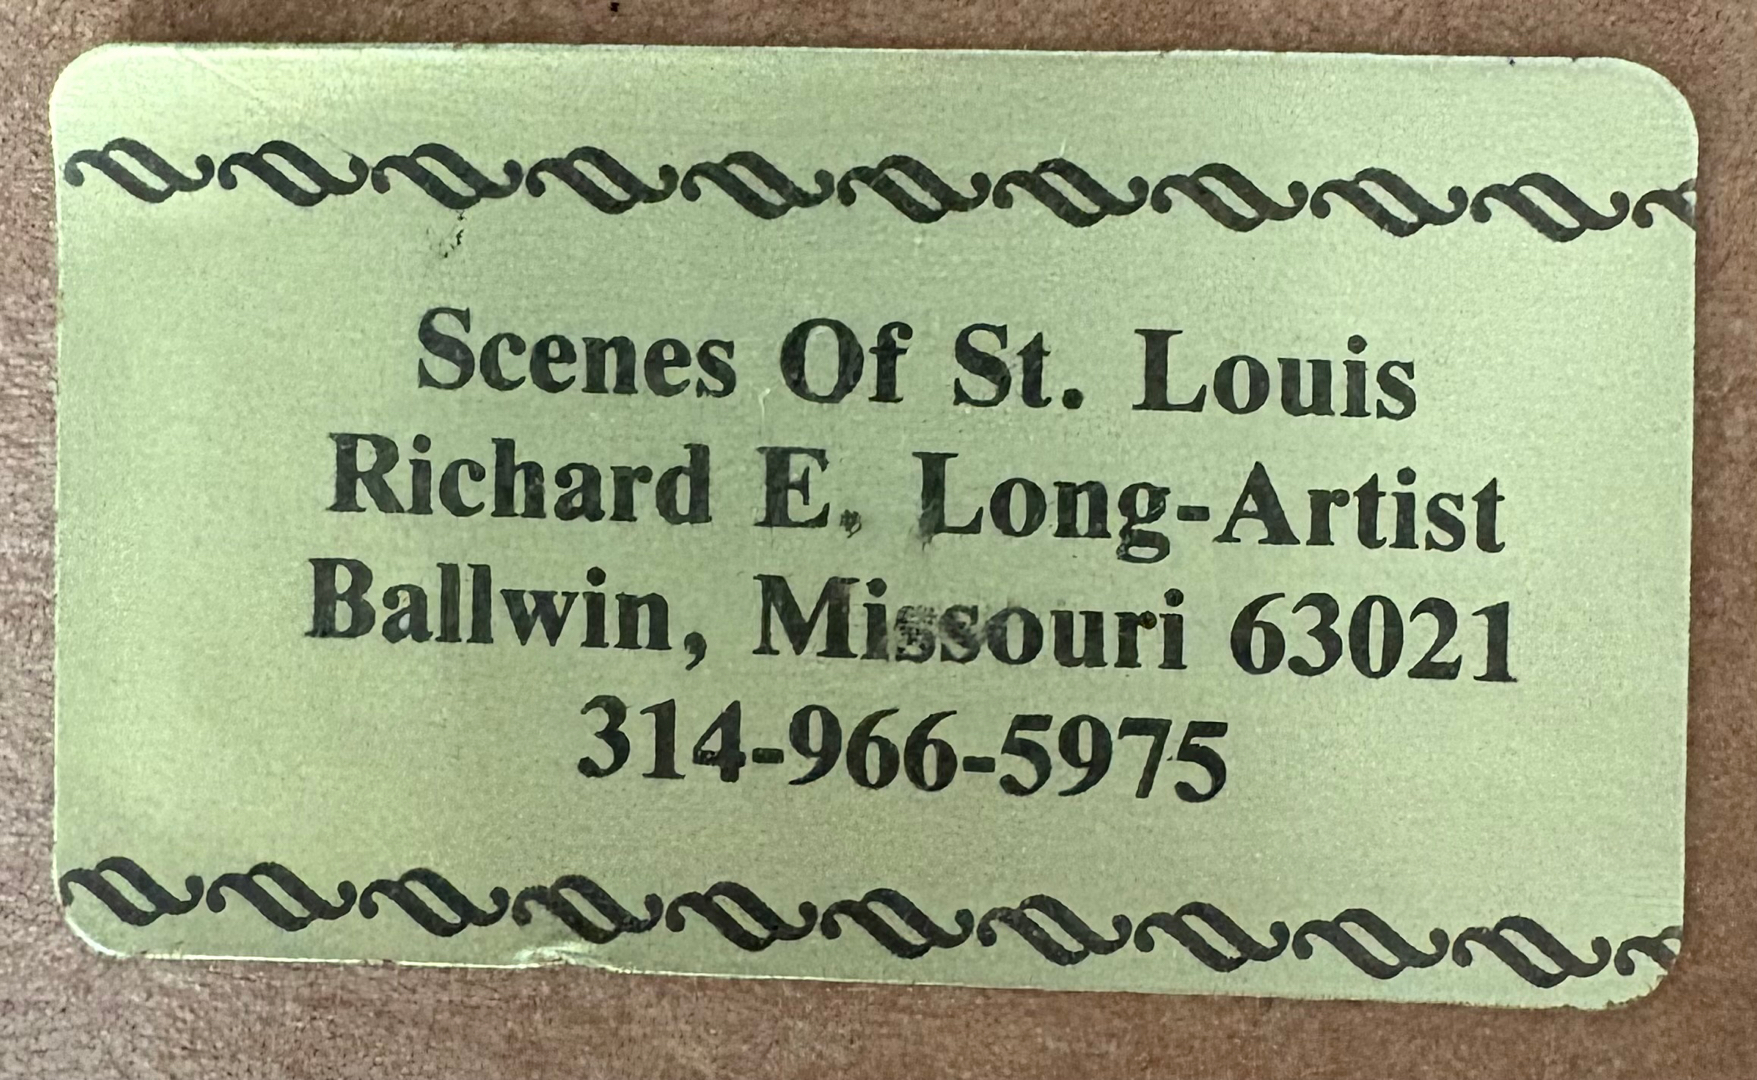 Scenes Of St. Louis
Richard E. Long-Artist
Ballwin, Missouri 63021
314-966-5975